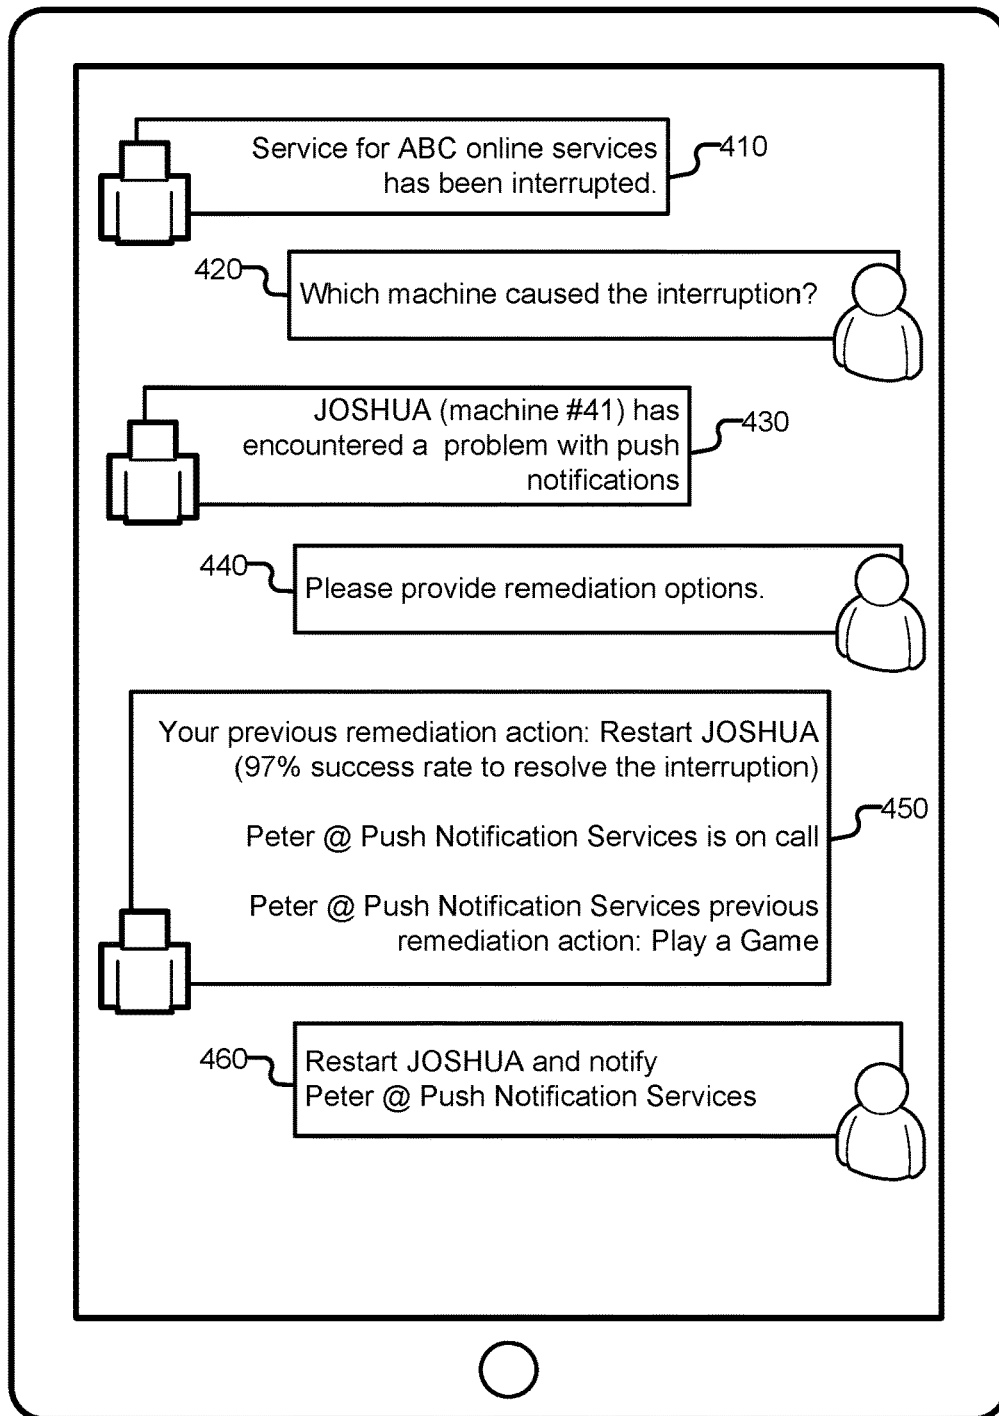 Service for ABC online services
has been interrupted.
410
420
Which machine caused the interruption?
JOSHUA (machine #41) has
encountered a problem with push
notifications
430
440
Please provide remediation options.
Your previous remediation action: Restart JOSHUA
(97% success rate to resolve the interruption)
Peter @ Push Notification Services is on call
Peter @ Push Notification Services previous
remediation action: Play a Game
450
460
Restart JOSHUA and notify
Peter @ Push Notification Services